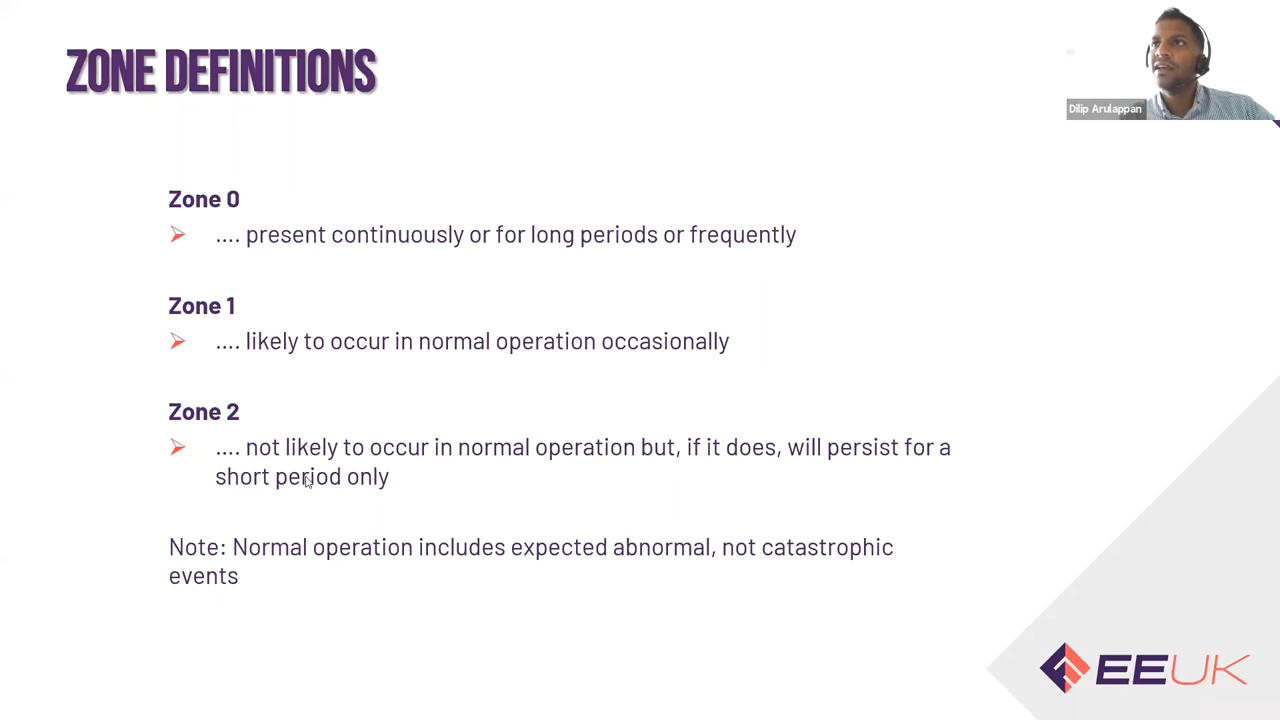 ZONE DEFINITIONS
Dilip Arulappan
Zone 0
.... present continuously or for long periods or frequently
Zone 1
.... likely to occur in normal operation occasionally
Zone 2
.... not likely to occur in normal operation but, if it does, will persist for a
short period only
Note: Normal operation includes expected abnormal, not catastrophic
events
EEUK